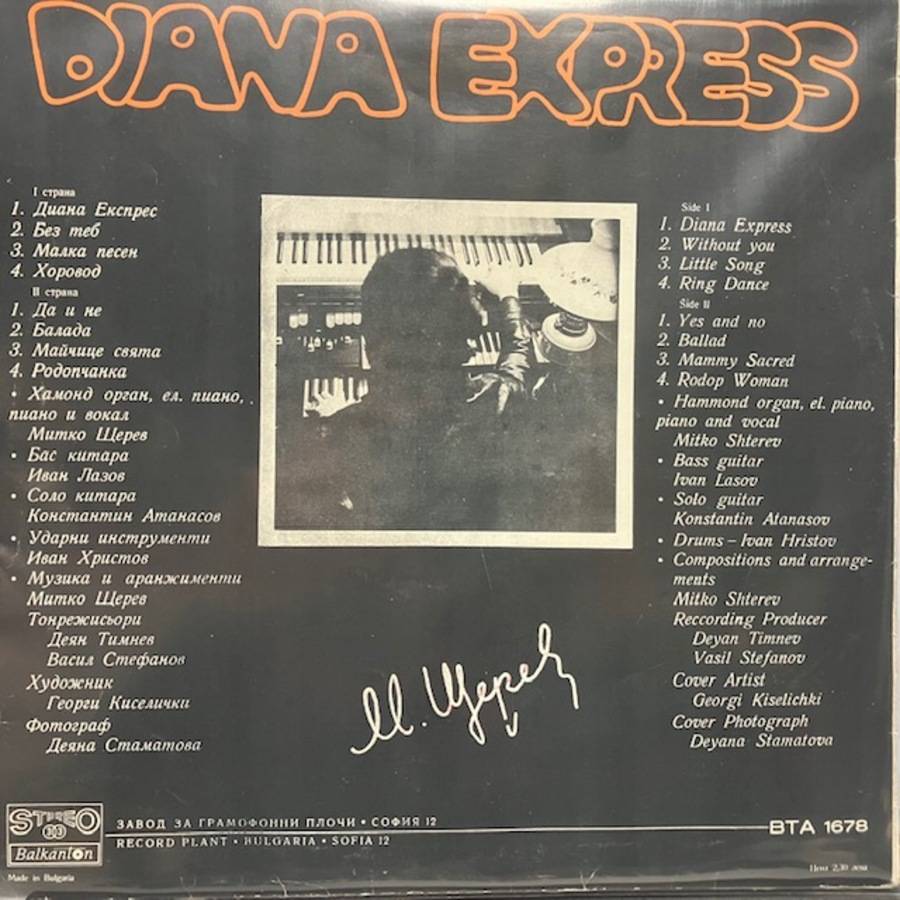 DIANA EXPRESS
I страна
1. Диана Експрес
2. Без теб
3. Малка песен
4. Хоровод
II страна
1. Да и не
2. Балада
3. Майчице свята
4. Родопчанка
• Хамонд орган, ел. пиано,
пиано и вокал
Митко Щерев
• Бас китара
Иван Лазов
• Соло китара
Константин Атанасов
• Ударни инструменти
Иван Христов
• Музика и аранжименти
Митко Щерев
Тонрежисьори
Деян Тимнев
Васил Стефанов
Художник
Георги Киселички
Фотограф
Деяна Стаматова
М. Щерев
Side I
1. Diana Express
2. Without you
3. Little Song
4. Ring Dance
Side II
1. Yes and no
2. Ballad
3. Mammy Sacred
4. Rodop Woman
• Hammond organ, el. piano,
piano and vocal
Mitko Shterev
• Bass guitar
Ivan Lasov
• Solo guitar
Konstantin Atanasov
• Drums – Ivan Hristov
• Compositions and arrange-
ments
Mitko Shterev
Reccording Producer
Deyan Timnev
Vasil Stefanov
Cover Artist
Georgi Kiselichki
Cover Photograph
Deyana Stamatova
STEREO
33
Balkanton
Made in Bulgaria
ЗАВОД ЗА ГРАМОФОННИ ПЛОЧИ • СОФИЯ 12
RECORD PLANT • BULGARIA • SOFIA 12
ВТА 1678
Цена 2,30 лева